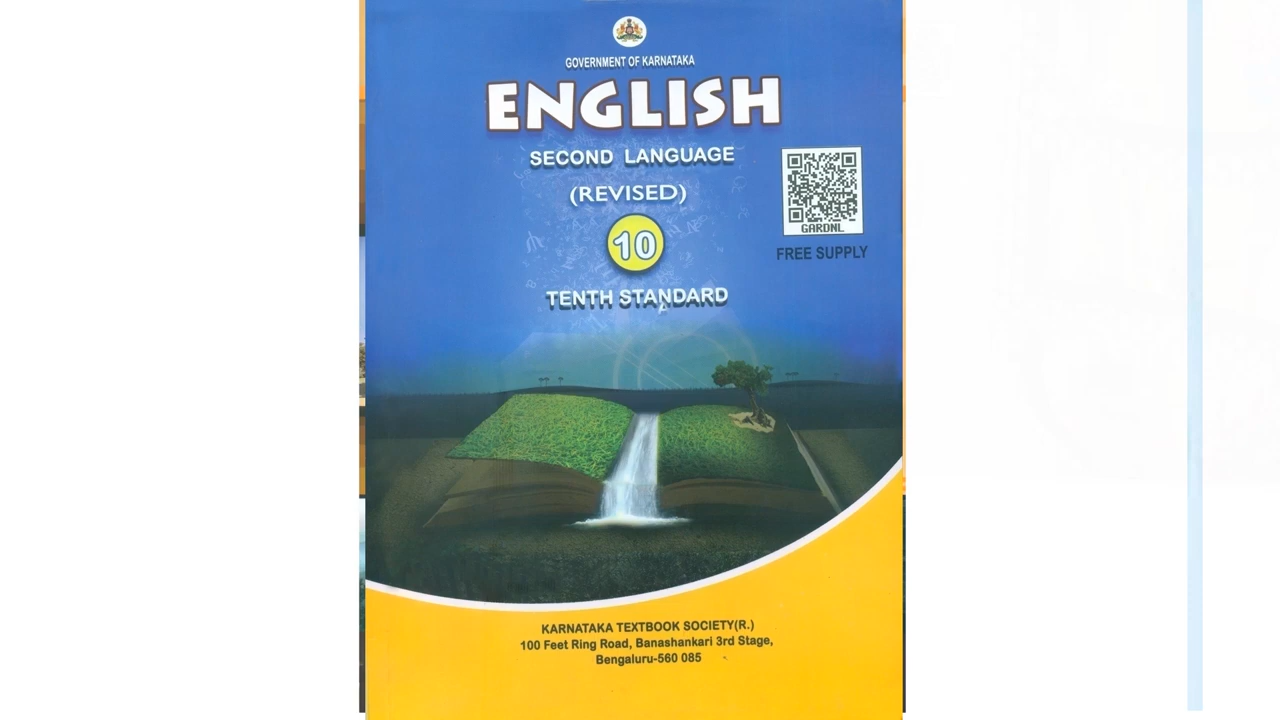 GOVERNMENT OF KARNATAKA
ENGLISH
SECOND LANGUAGE
(REVISED)
10
TENTH STANDARD
GARDNL
FREE SUPPLY
KARNATAKA TEXTBOOK SOCIETY(R.)
100 Feet Ring Road, Banashankari 3rd Stage,
Bengaluru-560 085